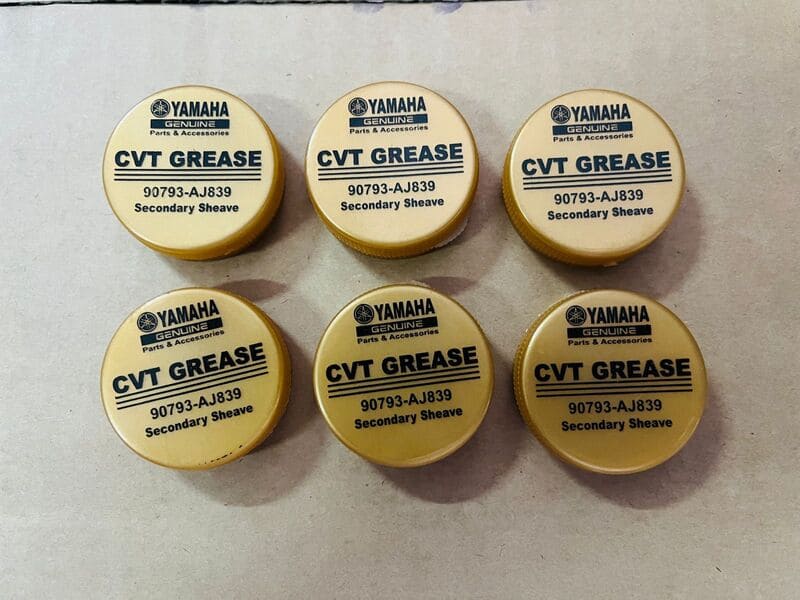 YAMAHA
GENUINE
Parts & Accessories
CVT GREASE
90793-AJ839
Secondary Sheave
YAMAHA
GENUINE
Parts & Accessories
CVT GREASE
90793-AJ839
Secondary Sheave
YAMAHA
GENUINE
Parts & Accessories
CVT GREASE
90793-AJ839
Secondary Sheave
YAMAHA
GENUINE
Parts & Accessories
CVT GREASE
90793-AJ839
Secondary Sheave
YAMAHA
GENUINE
Parts & Accessories
CVT GREASE
90793-AJ839
Secondary Sheave
YAMAHA
GENUINE
Parts & Accessories
CVT GREASE
90793-AJ839
Secondary Sheave